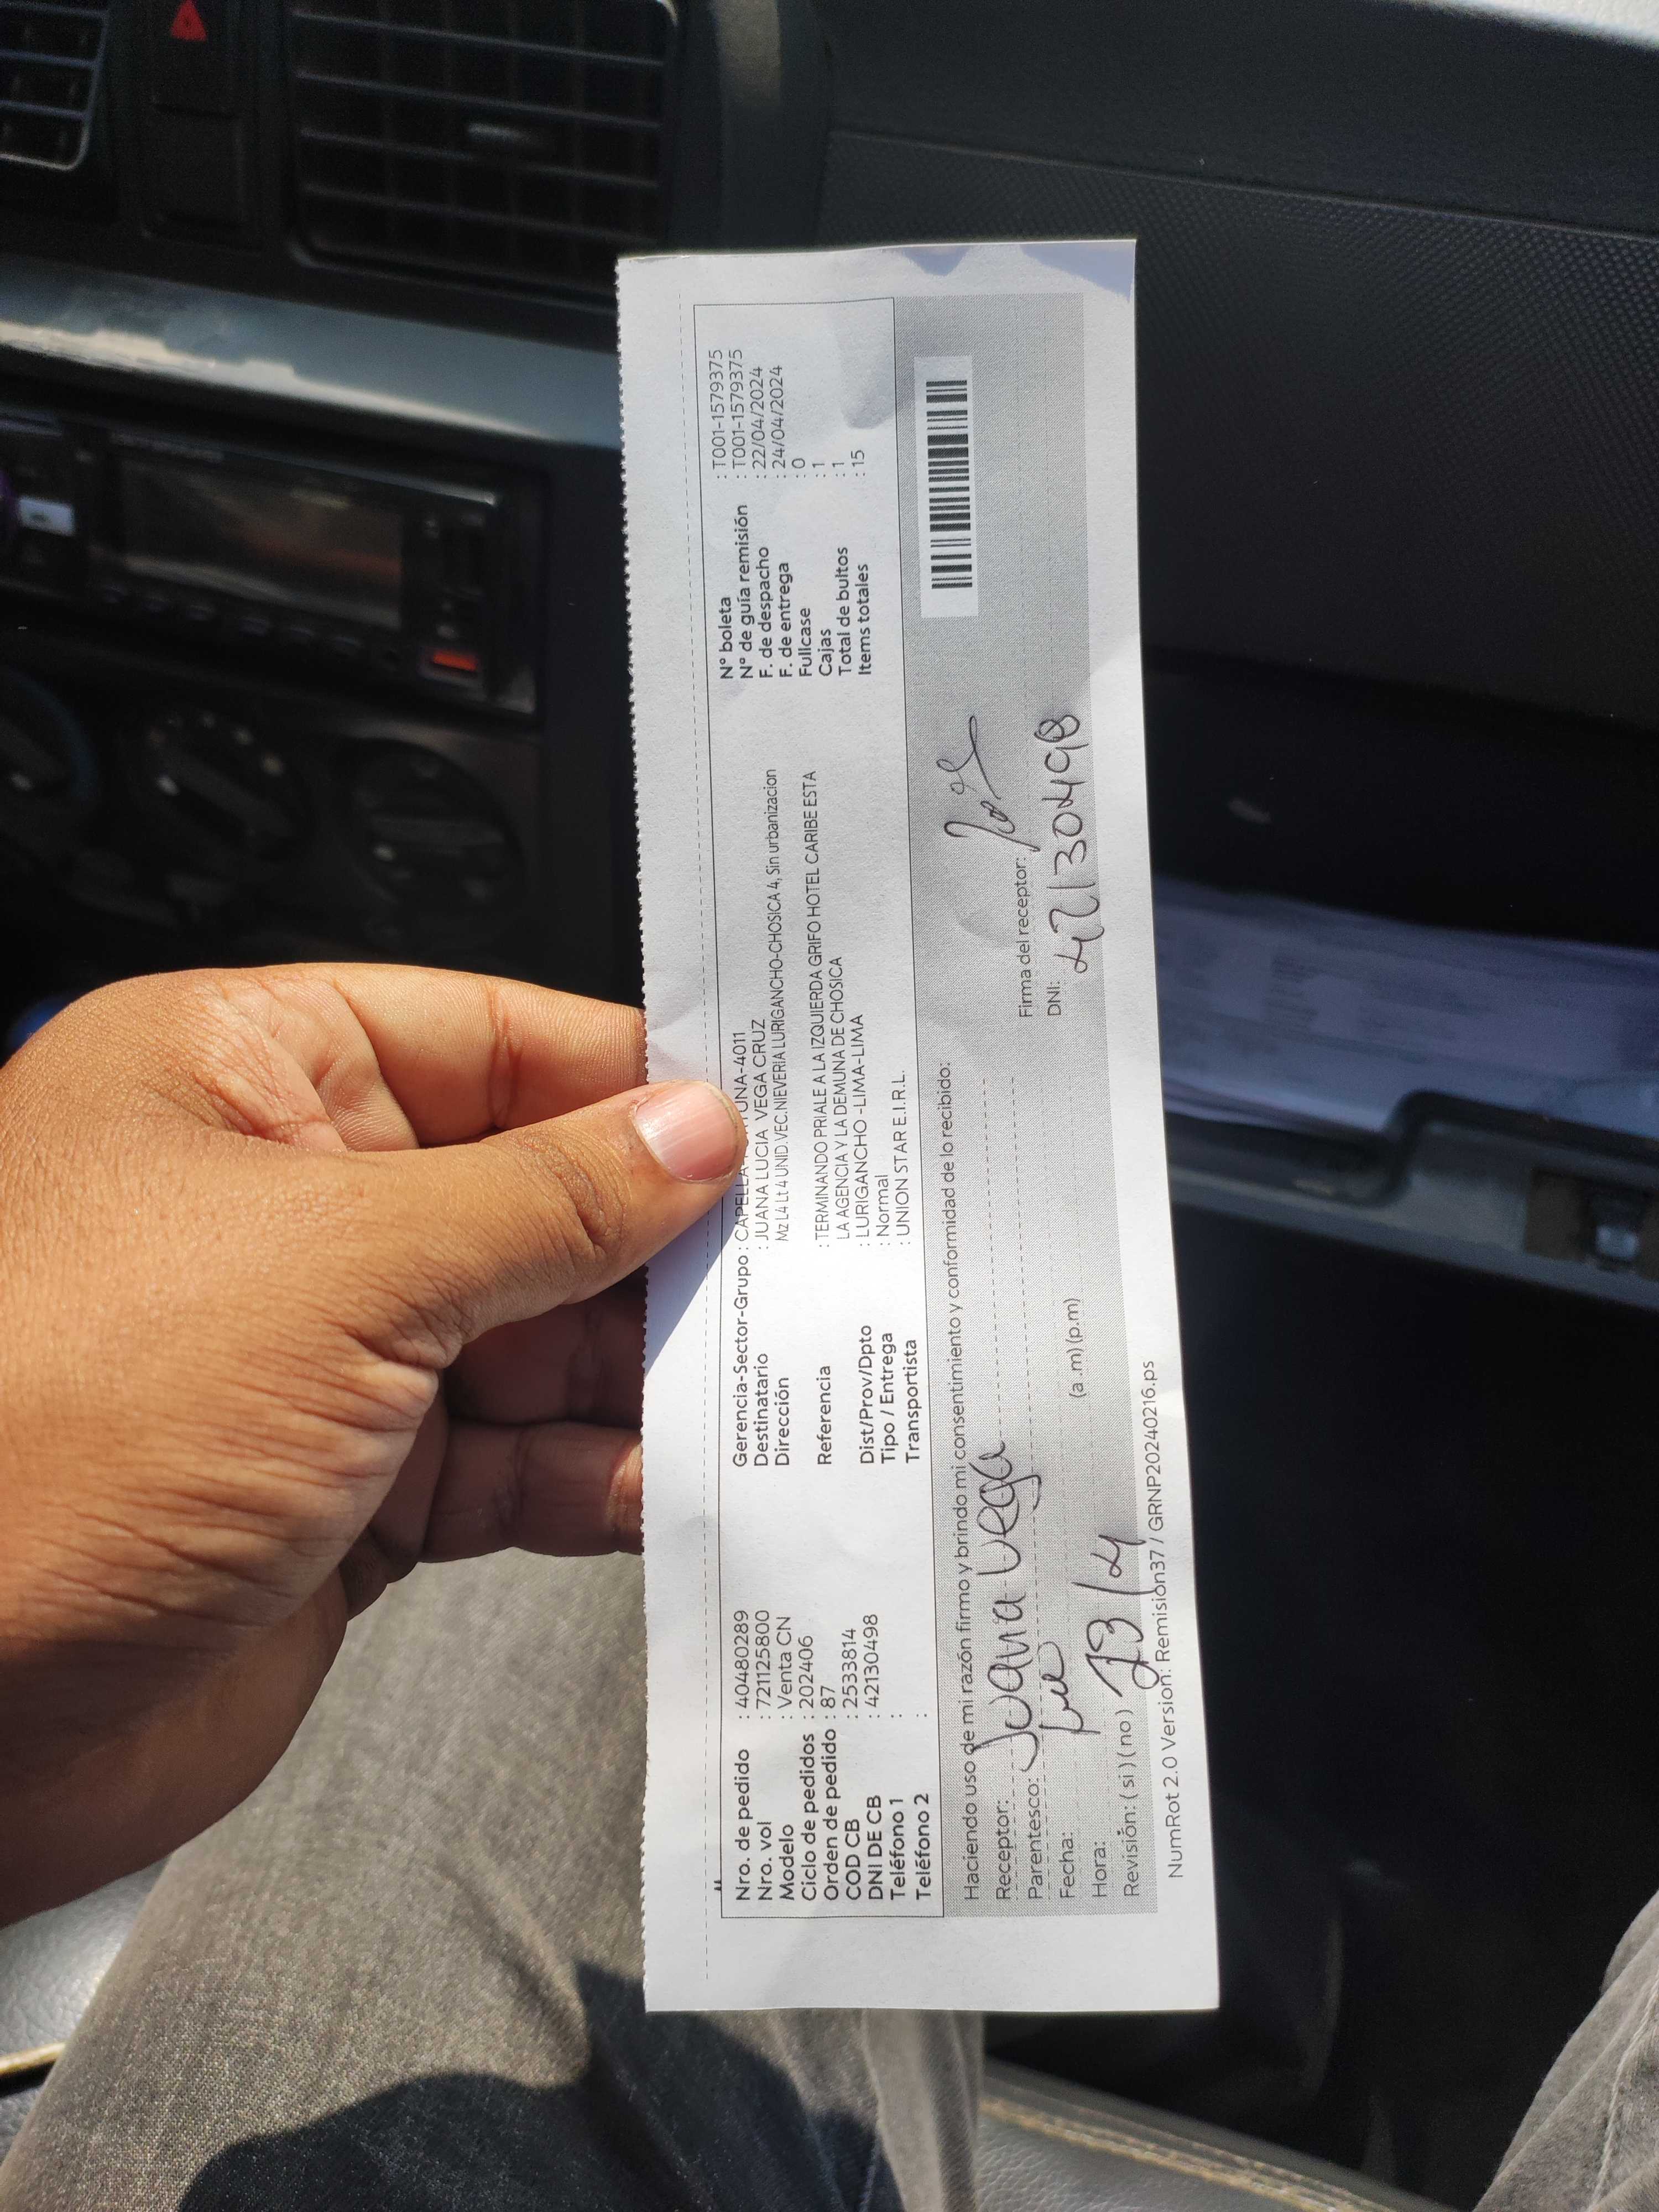 Nro. de pedido : 40480289
Nro. vol : 721125800
Modelo : Venta CN
Ciclo de pedidos : 202406
Orden de pedido : 87
COD CB : 2533814
DNI DE CB : 42130498
Teléfono 1 :
Teléfono 2 :
Gerencia-Sector-Grupo : CAPELLA UNA-4011
Destinatario : JUANA LUCIA VEGA CRUZ
Dirección Mz L4 Lt 4 UNID.VEC.NIEVERIA LURIGANCHO-CHOSICA 4, Sin urbanizacion
Referencia : TERMINANDO PRIALE A LA IZQUIERDA GRIFO HOTEL CARIBE ESTA
LA AGENCIA Y LA DEMUNA DE CHOSICA
Dist/Prov/Dpto : LURIGANCHO -LIMA-LIMA
Tipo / Entrega : Normal
Transportista : UNION STAR E.I.R.L.
N° boleta : T001-1579375
N° de guía remisión : T001-1579375
F. de despacho : 22/04/2024
F. de entrega : 24/04/2024
Fullcase : 0
Cajas : 1
Total de bultos : 1
Items totales : 15
Haciendo uso de mi razón firmo y brindo mi consentimiento y conformidad de lo recibido:
Receptor: Juana Vega
Parentesco:
Fecha:
Hora: 23/4 (a .m) (p.m)
Revisión: ( si ) ( no )
Firma del receptor:
DNI: 42130498
NumRot 2.0 Version: Remision37 / GRNP20240216.ps